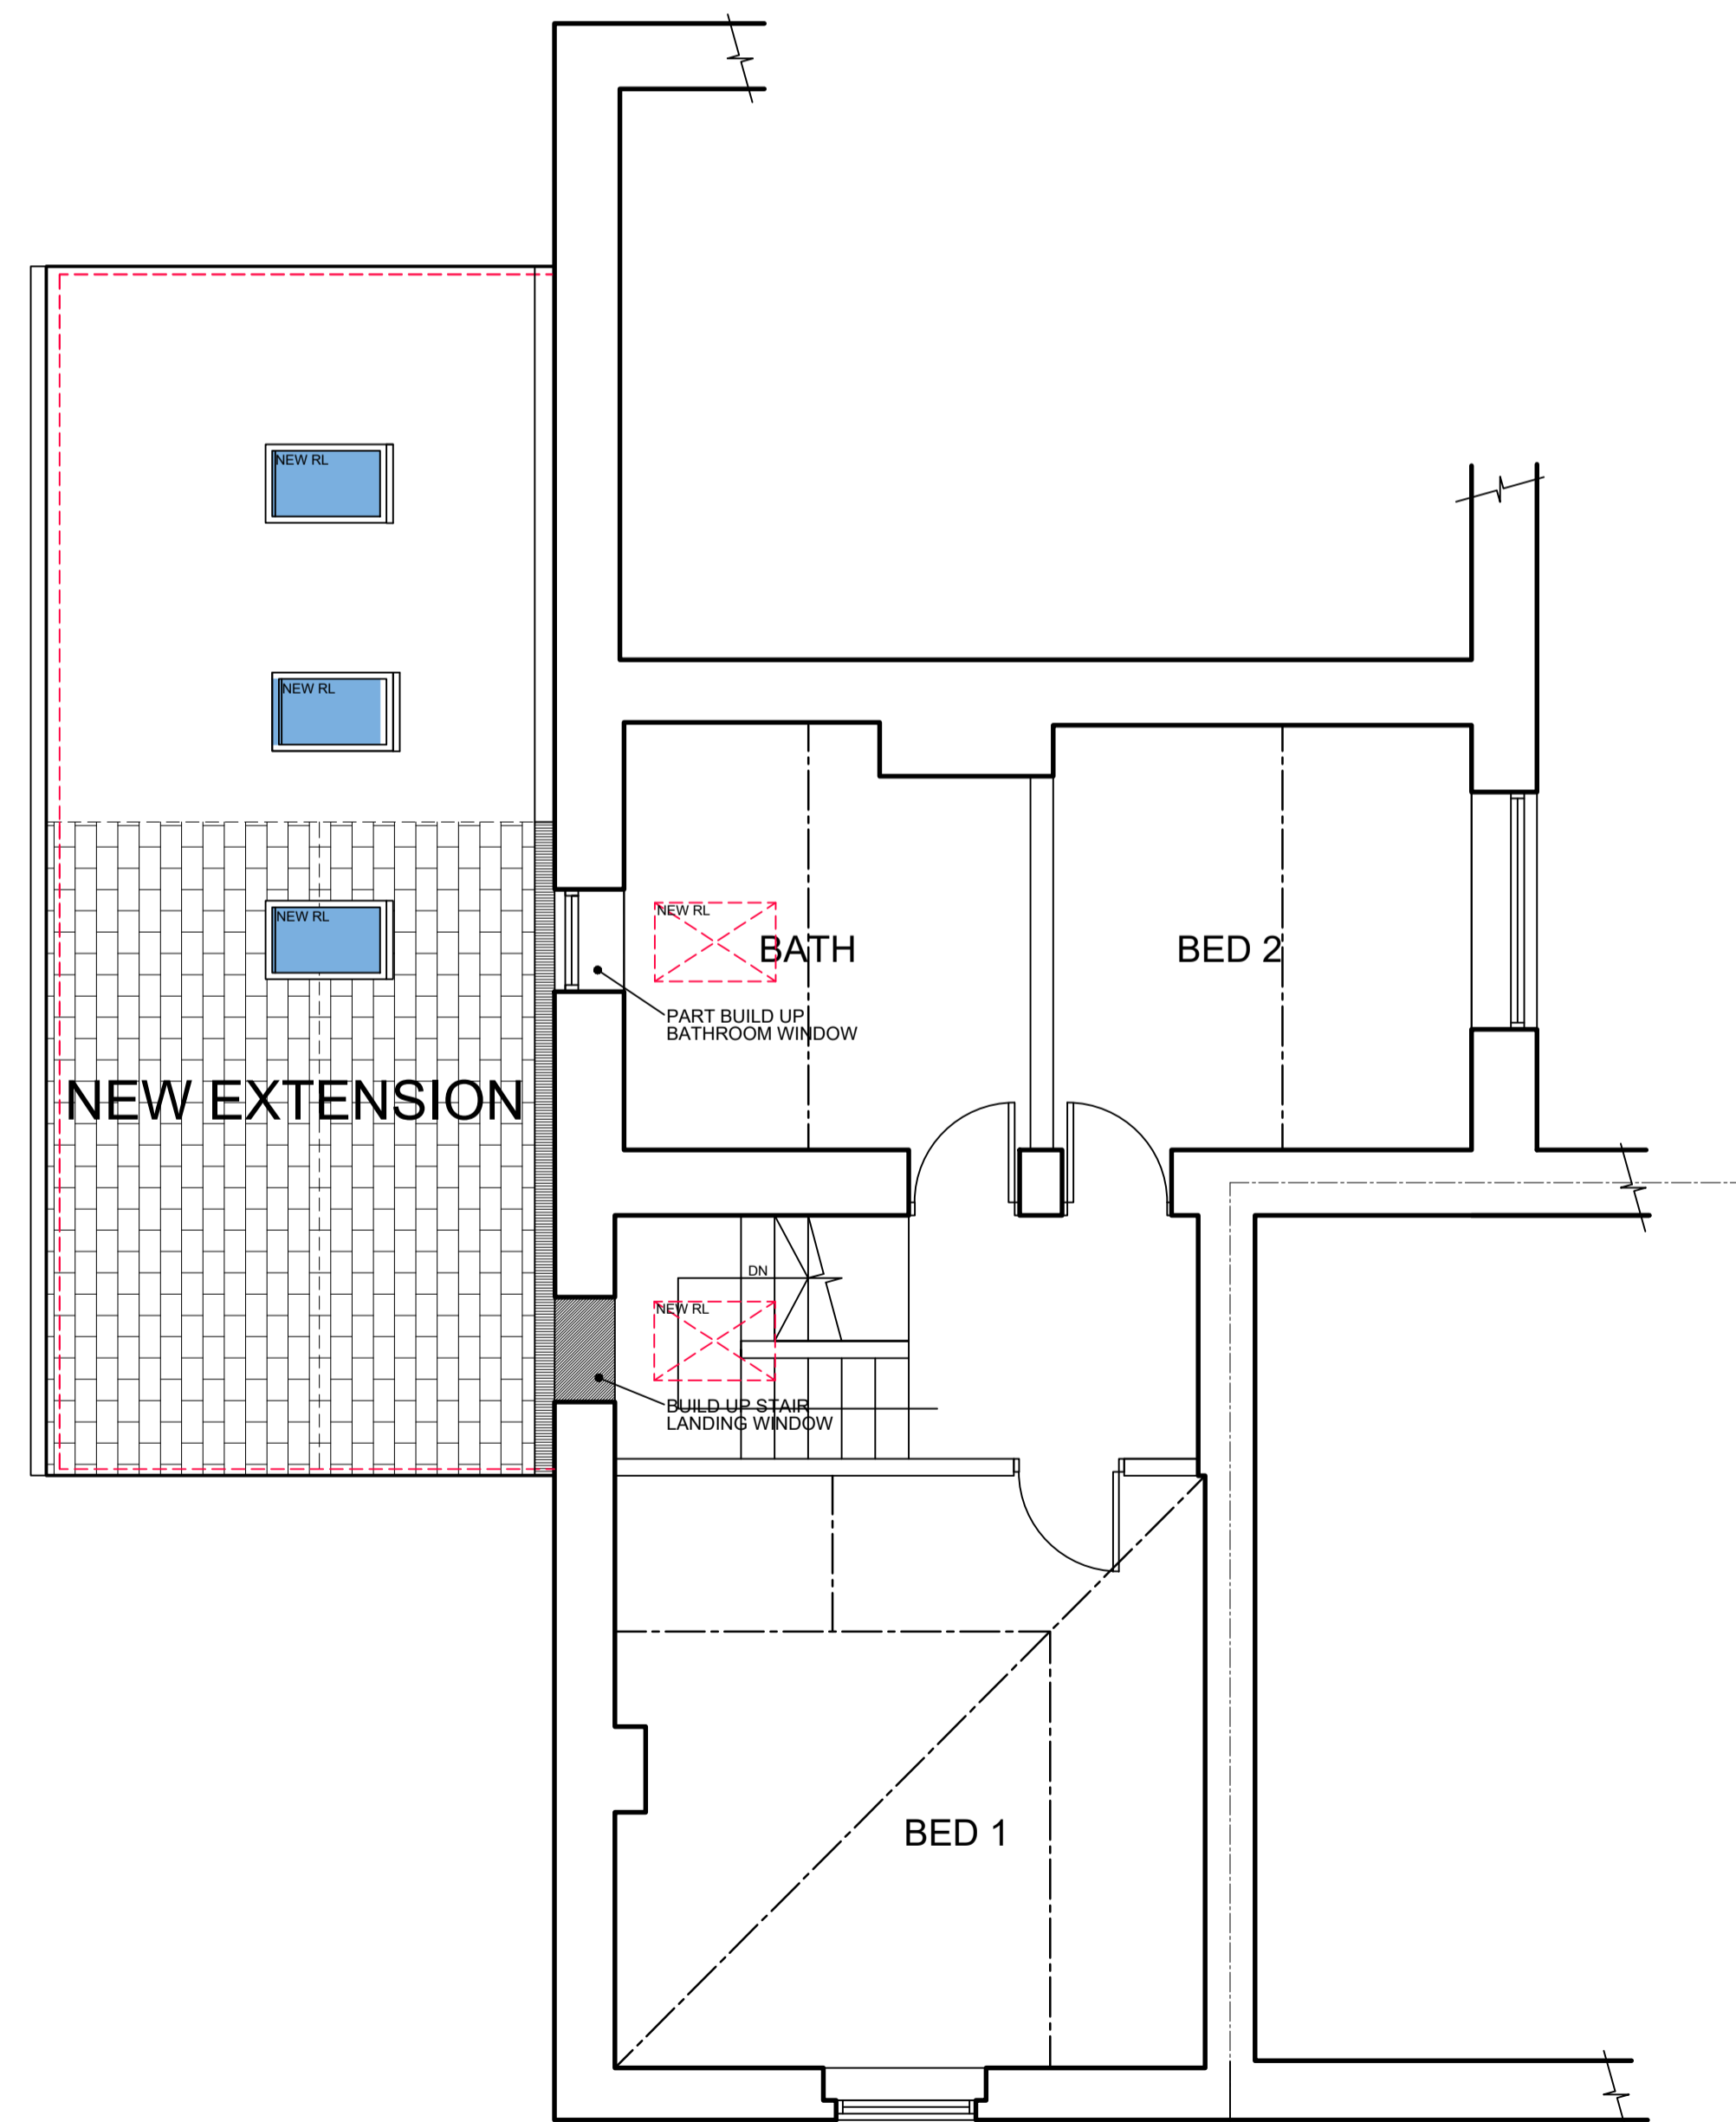 NEW RL
NEW RL
NEW RL
NEW RL
BATH
BED 2
PART BUILD UP
BATHROOM WINDOW
NEW EXTENSION
DN
NEW RL
BUILD UP STAIR
LANDING WINDOW
BED 1